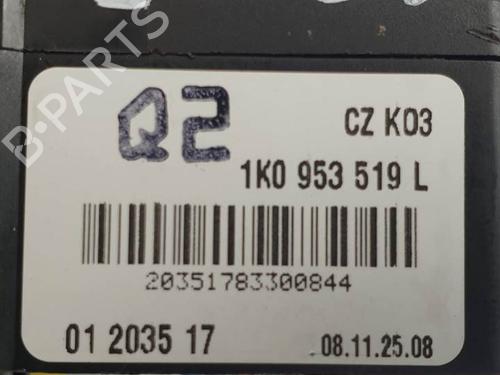 Q2
CZ K03
1K0 953 519 L
20351783300844
01 2035 17
08.11.25.08
B-PARTS